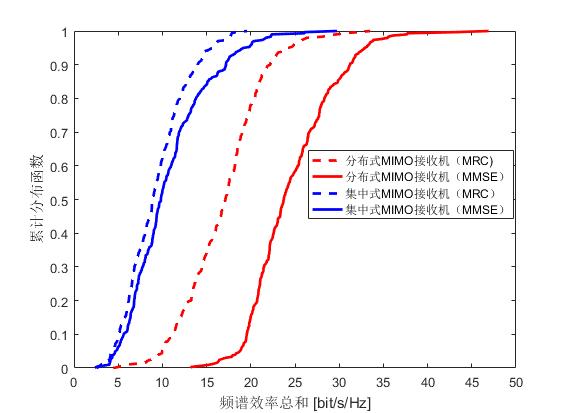 1
0.9
0.8
0.7
0.6
0.5
0.4
0.3
0.2
0.1
0
累计分布函数
分布式MIMO接收机（MRC)
分布式MIMO接收机（MMSE）
集中式MIMO接收机（MRC）
集中式MIMO接收机（MMSE）
0 5 10 15 20 25 30 35 40 45 50
频谱效率总和 [bit/s/Hz]